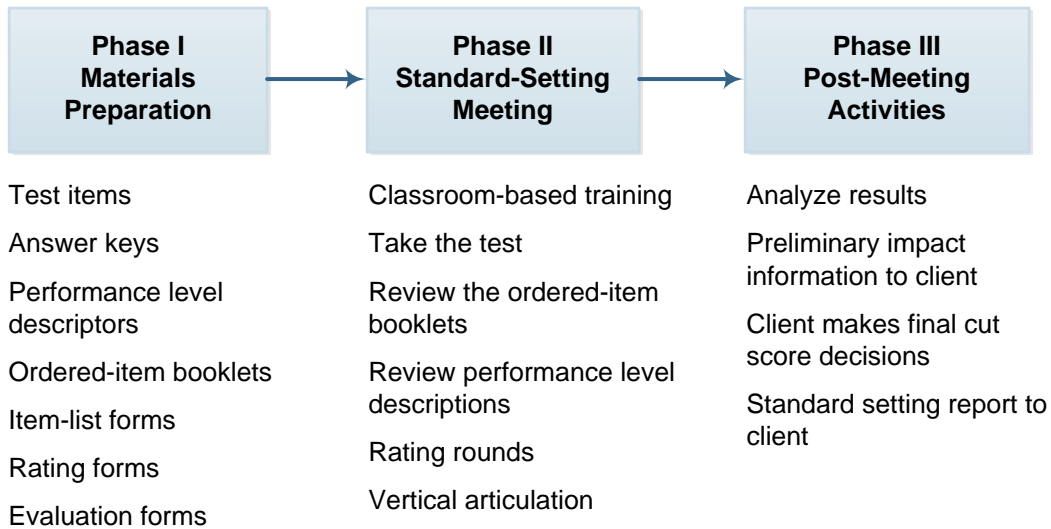 Phase I
Materials
Preparation
Phase II
Standard-Setting
Meeting
Phase III
Post-Meeting
Activities
Test items
Answer keys
Performance level
descriptors
Ordered-item booklets
Item-list forms
Rating forms
Evaluation forms
Classroom-based training
Take the test
Review the ordered-item
booklets
Review performance level
descriptions
Rating rounds
Vertical articulation
Analyze results
Preliminary impact
information to client
Client makes final cut
score decisions
Standard setting report to
client